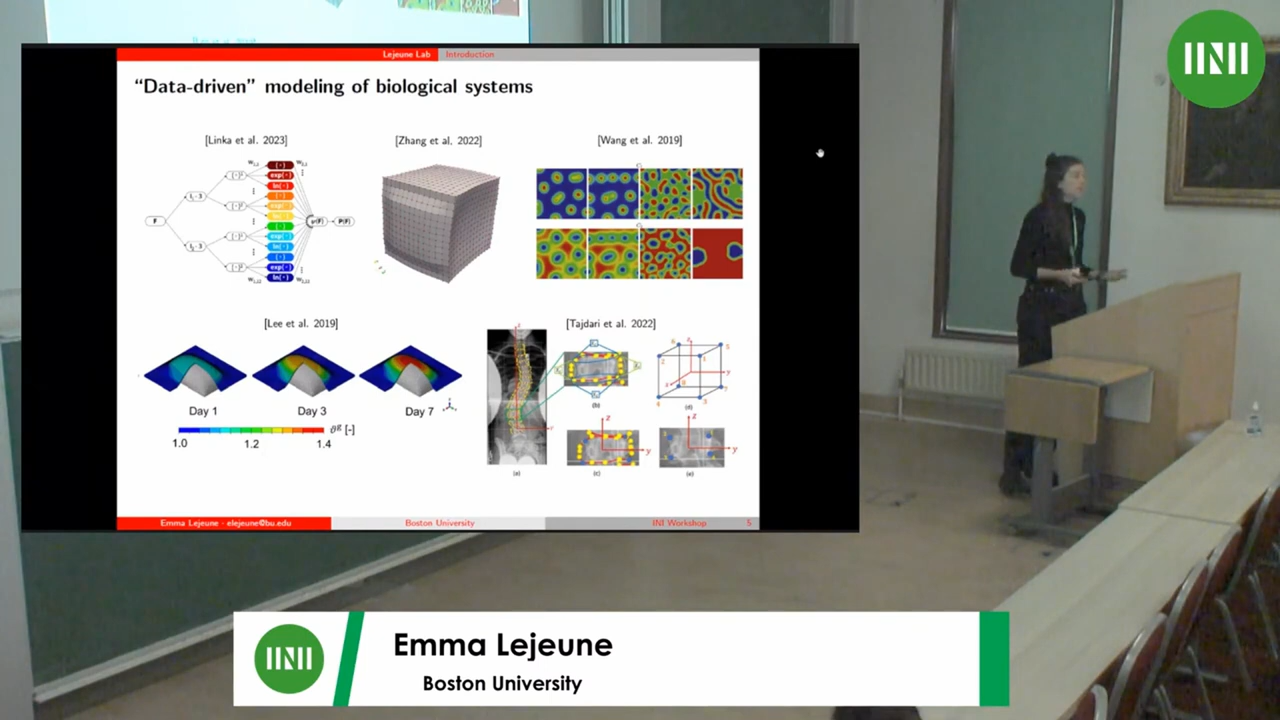 INI
Lejeune Lab
Introduction
“Data-driven” modeling of biological systems
[Linka et al. 2023]
[Zhang et al. 2022]
[Wang et al. 2019]
F
exp(·)
ln(·)
exp(·)
ln(·)
P(F)
[Lee et al. 2019]
Day 1
Day 3
Day 7
1.0
1.2
1.4
ϑᵍ [-]
[Tajdari et al. 2022]
(a)
(b)
(c)
(d)
(e)
z
y
z
y
Emma Lejeune - elejeune@bu.edu
Boston University
INI Workshop
5
INI
Emma Lejeune
Boston University